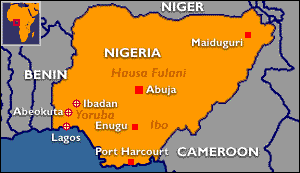 NIGER
NIGERIA
Maiduguri
BENIN
Hausa Fulani
Abuja
Ibadan
Abeokuta
Yoruba
Enugu
Ibo
Lagos
Port Harcourt
CAMEROON